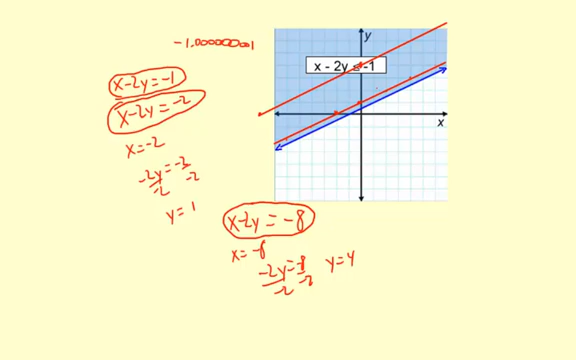 -1.000000001
y
x - 2y ≤ -1
x
x-2y=-1
x-2y=-2
x=-2
-2y=-2
-2 -2
y=1
x-2y=-8
x=-8
-2y=-8
-2 -2
y=4